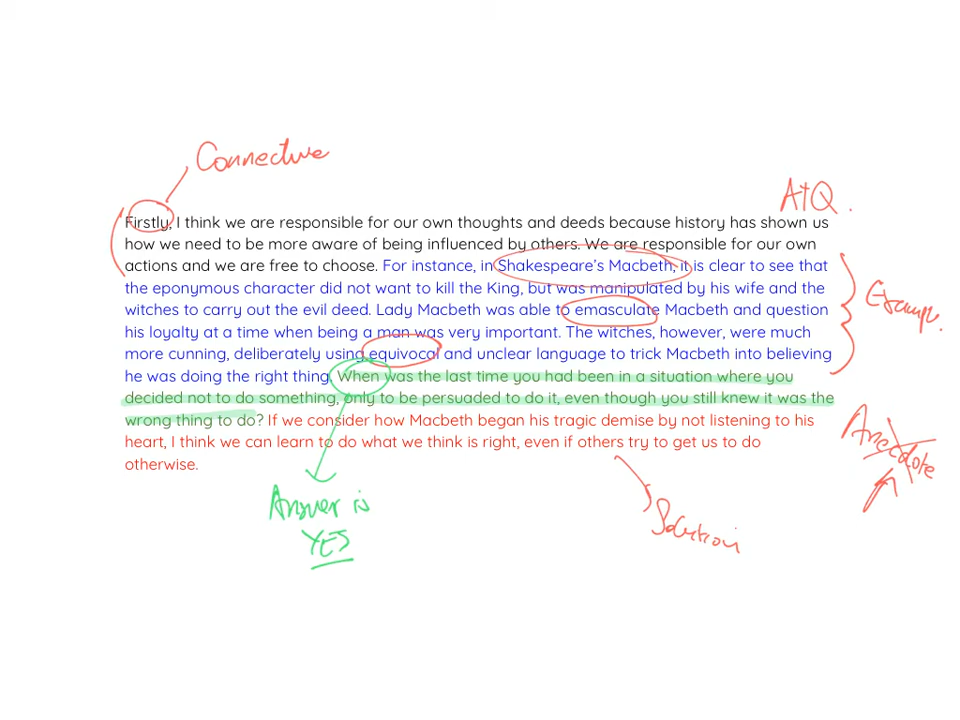 Connective
AtQ.
Firstly, I think we are responsible for our own thoughts and deeds because history has shown us
how we need to be more aware of being influenced by others. We are responsible for our own
actions and we are free to choose. For instance, in Shakespeare's Macbeth, it is clear to see that
the eponymous character did not want to kill the King, but was manipulated by his wife and the
witches to carry out the evil deed. Lady Macbeth was able to emasculate Macbeth and question
his loyalty at a time when being a man was very important. The witches, however, were much
more cunning, deliberately using equivocal and unclear language to trick Macbeth into believing
he was doing the right thing. When was the last time you had been in a situation where you
decided not to do something, only to be persuaded to do it, even though you still knew it was the
wrong thing to do? If we consider how Macbeth began his tragic demise by not listening to his
heart, I think we can learn to do what we think is right, even if others try to get us to do
otherwise.
Anecdote
Answer is
YES
Solution